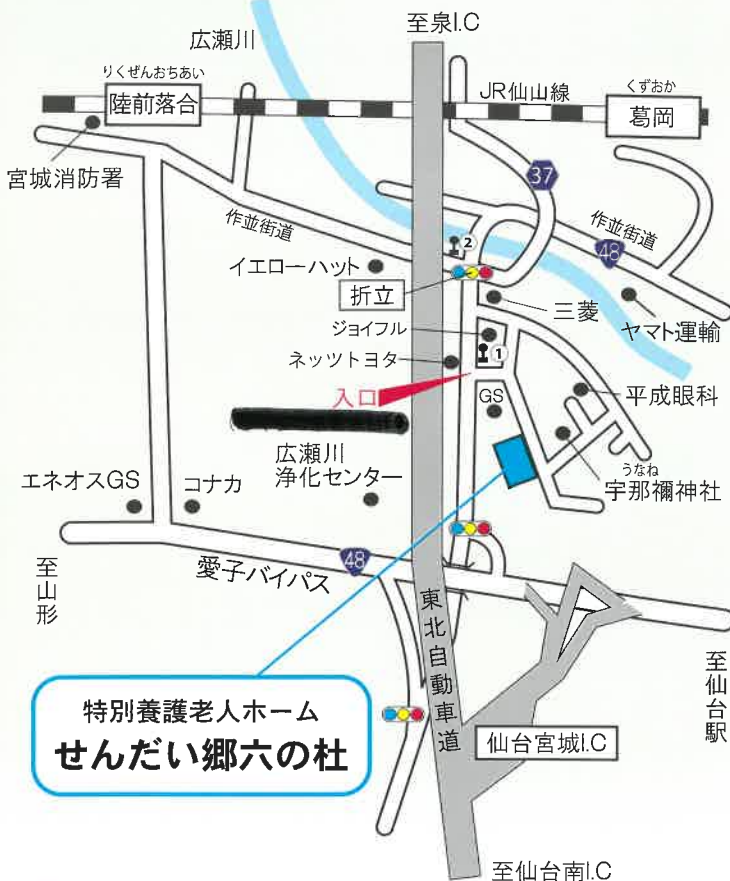 至泉I.C
広瀬川
りくぜんおちあい
陸前落合
JR仙山線
くずおか
葛岡
宮城消防署
37
作並街道
作並街道
48
2
イエローハット
折立
三菱
ヤマト運輸
ジョイフル
1
ネッツトヨタ
入口
GS
平成眼科
広瀬川
浄化センター
うなね
宇那禰神社
エネオスGS
コナカ
至山形
48
愛子バイパス
東北自動車道
至仙台駅
特別養護老人ホーム
せんだい郷六の杜
仙台宮城I.C
至仙台南I.C